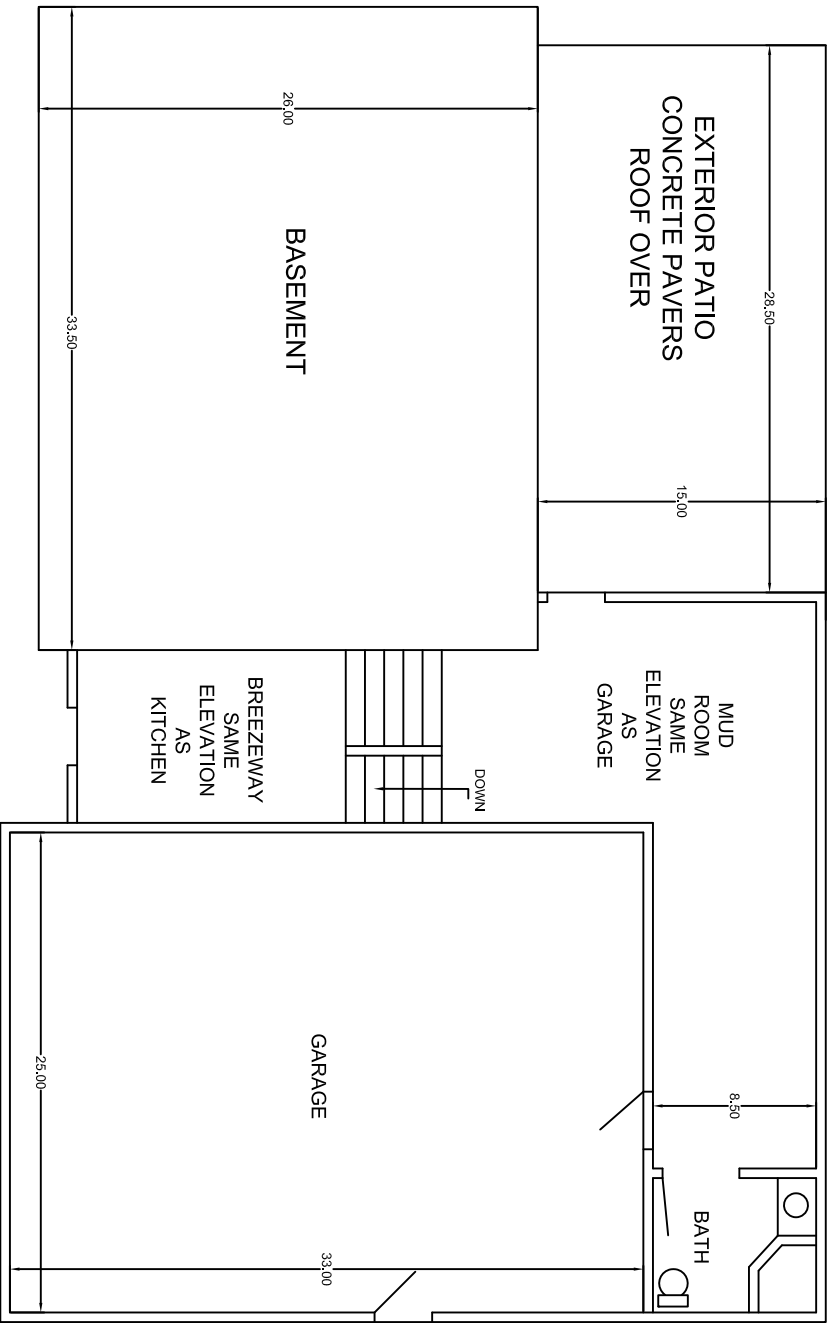 EXTERIOR PATIO
CONCRETE PAVERS
ROOF OVER
28.50
15.00
26.00
BASEMENT
33.50
MUD
ROOM
SAME
ELEVATION
AS
GARAGE
DOWN
BREEZEWAY
SAME
ELEVATION
AS
KITCHEN
8.50
BATH
GARAGE
33.00
25.00